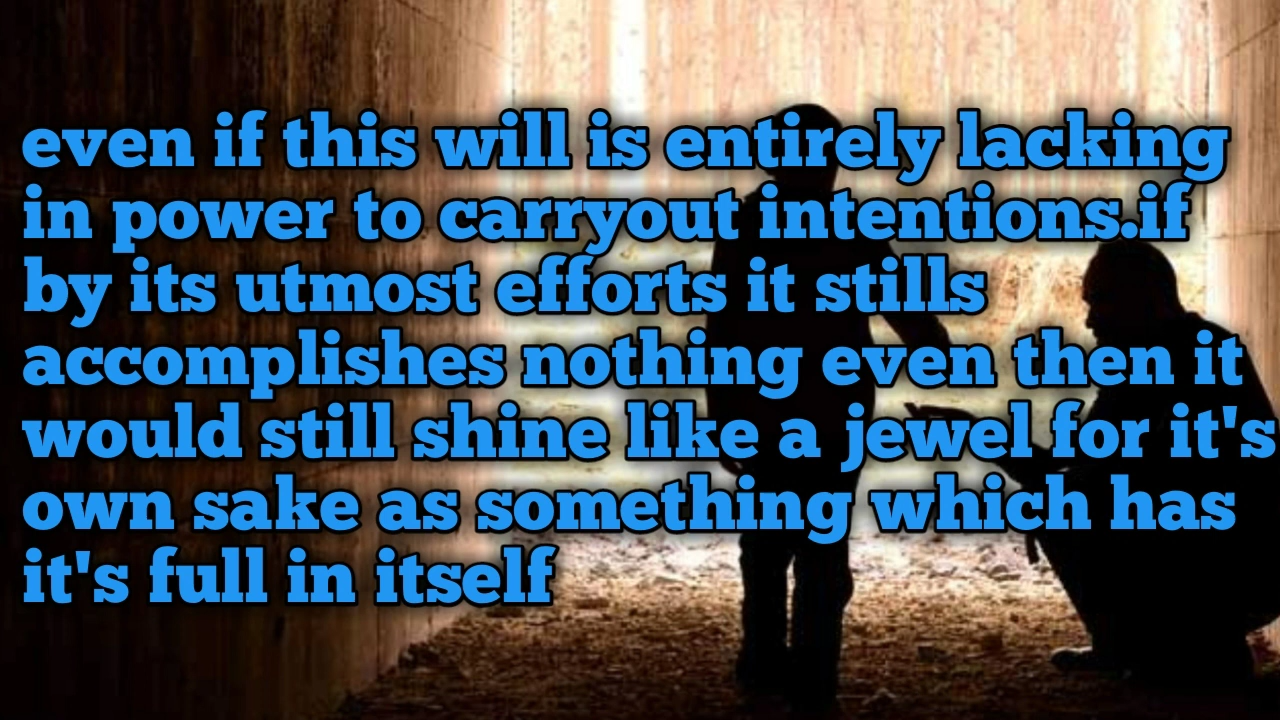 even if this will is entirely lacking
in power to carryout intentions.if
by its utmost efforts it stills
accomplishes nothing even then it
would still shine like a jewel for it's
own sake as something which has
it's full in itself